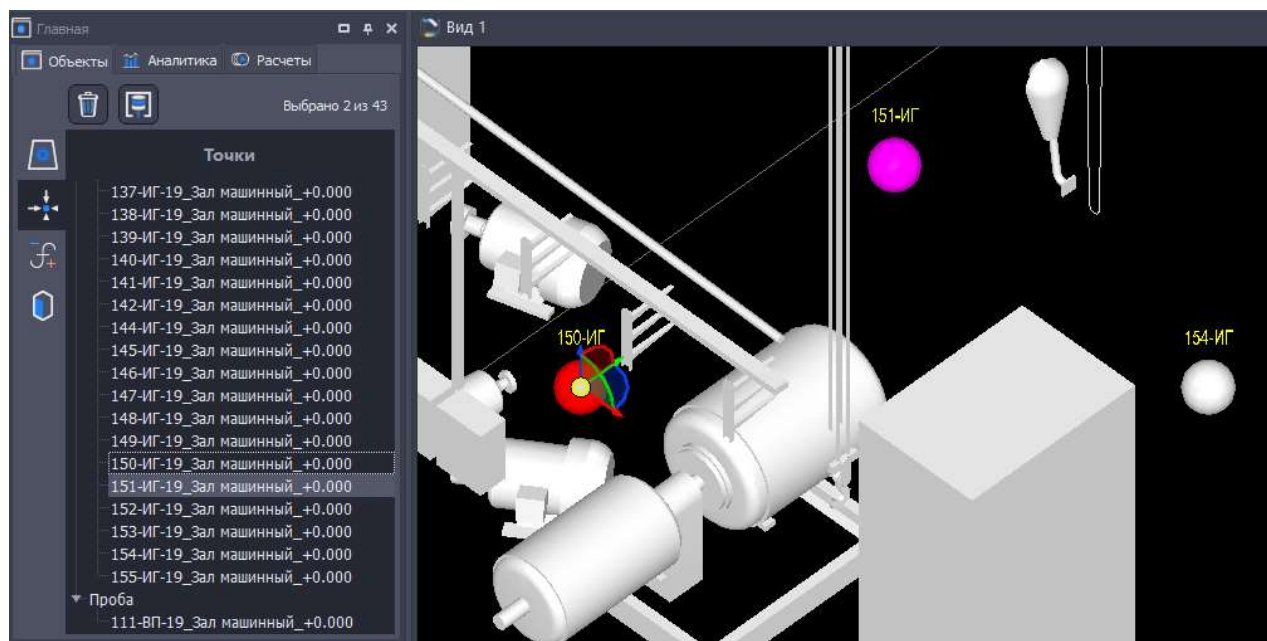 Главная
Вид 1
Объекты Аналитика Расчеты
Выбрано 2 из 43
Точки
137-ИГ-19_Зал машинный_+0.000
138-ИГ-19_Зал машинный_+0.000
139-ИГ-19_Зал машинный_+0.000
140-ИГ-19_Зал машинный_+0.000
141-ИГ-19_Зал машинный_+0.000
142-ИГ-19_Зал машинный_+0.000
144-ИГ-19_Зал машинный_+0.000
145-ИГ-19_Зал машинный_+0.000
146-ИГ-19_Зал машинный_+0.000
147-ИГ-19_Зал машинный_+0.000
148-ИГ-19_Зал машинный_+0.000
149-ИГ-19_Зал машинный_+0.000
150-ИГ-19_Зал машинный_+0.000
151-ИГ-19_Зал машинный_+0.000
152-ИГ-19_Зал машинный_+0.000
153-ИГ-19_Зал машинный_+0.000
154-ИГ-19_Зал машинный_+0.000
155-ИГ-19_Зал машинный_+0.000
Проба
111-ВП-19_Зал машинный_+0.000
151-ИГ
150-ИГ
154-ИГ